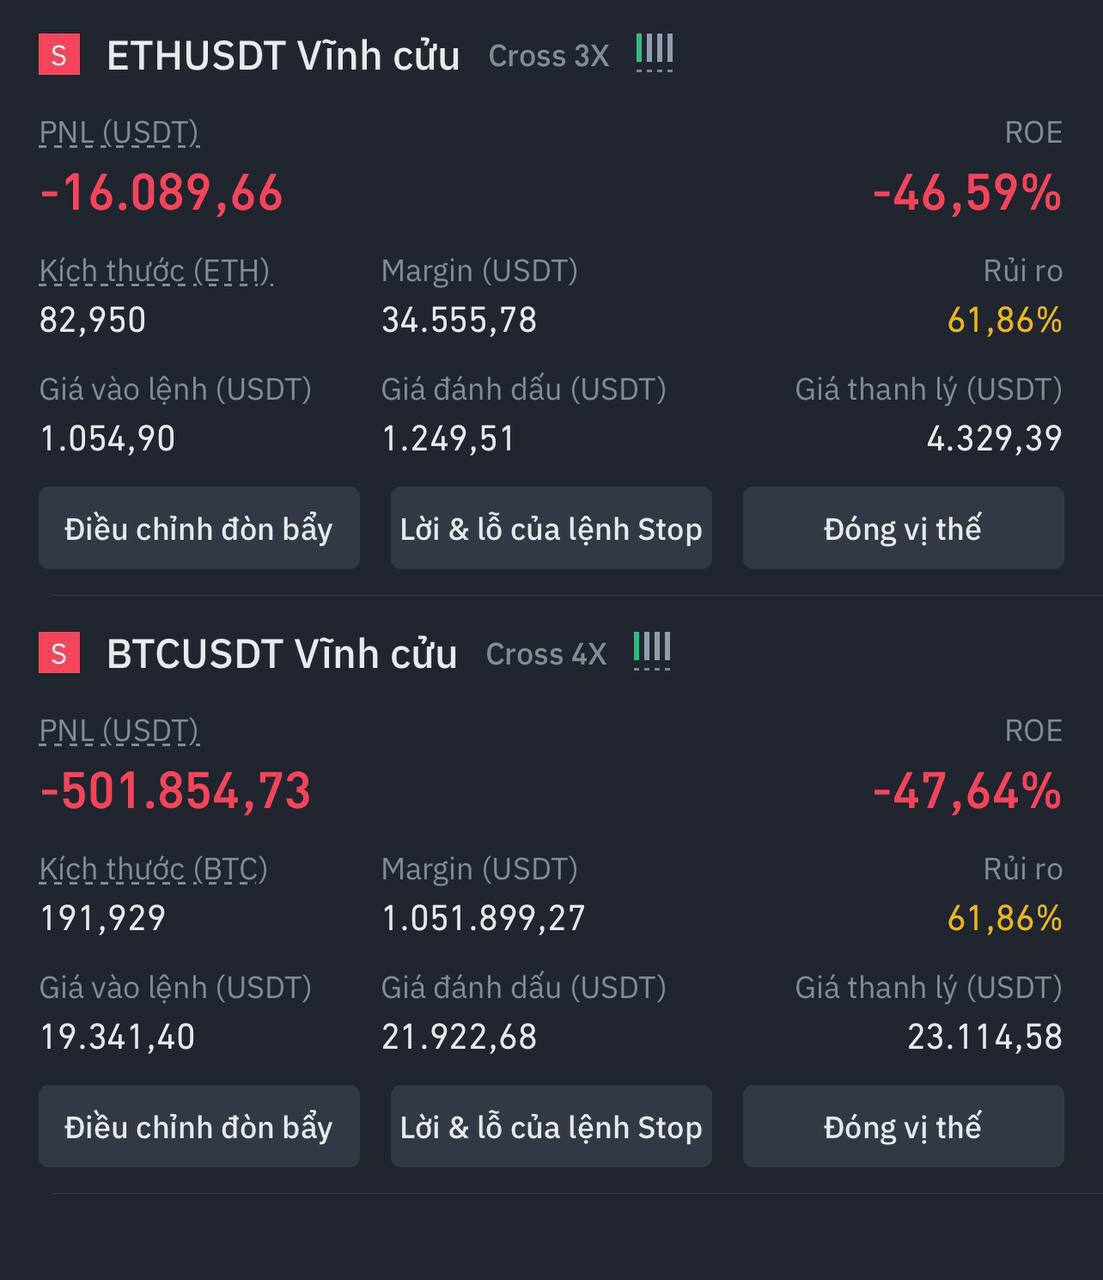 S ETHUSDT Vĩnh cửu Cross 3X
PNL (USDT) ROE
-16.089,66 -46,59%
Kích thước (ETH) Margin (USDT) Rủi ro
82,950 34.555,78 61,86%
Giá vào lệnh (USDT) Giá đánh dấu (USDT) Giá thanh lý (USDT)
1.054,90 1.249,51 4.329,39
Điều chỉnh đòn bẩy Lời & lỗ của lệnh Stop Đóng vị thế
S BTCUSDT Vĩnh cửu Cross 4X
PNL (USDT) ROE
-501.854,73 -47,64%
Kích thước (BTC) Margin (USDT) Rủi ro
191,929 1.051.899,27 61,86%
Giá vào lệnh (USDT) Giá đánh dấu (USDT) Giá thanh lý (USDT)
19.341,40 21.922,68 23.114,58
Điều chỉnh đòn bẩy Lời & lỗ của lệnh Stop Đóng vị thế